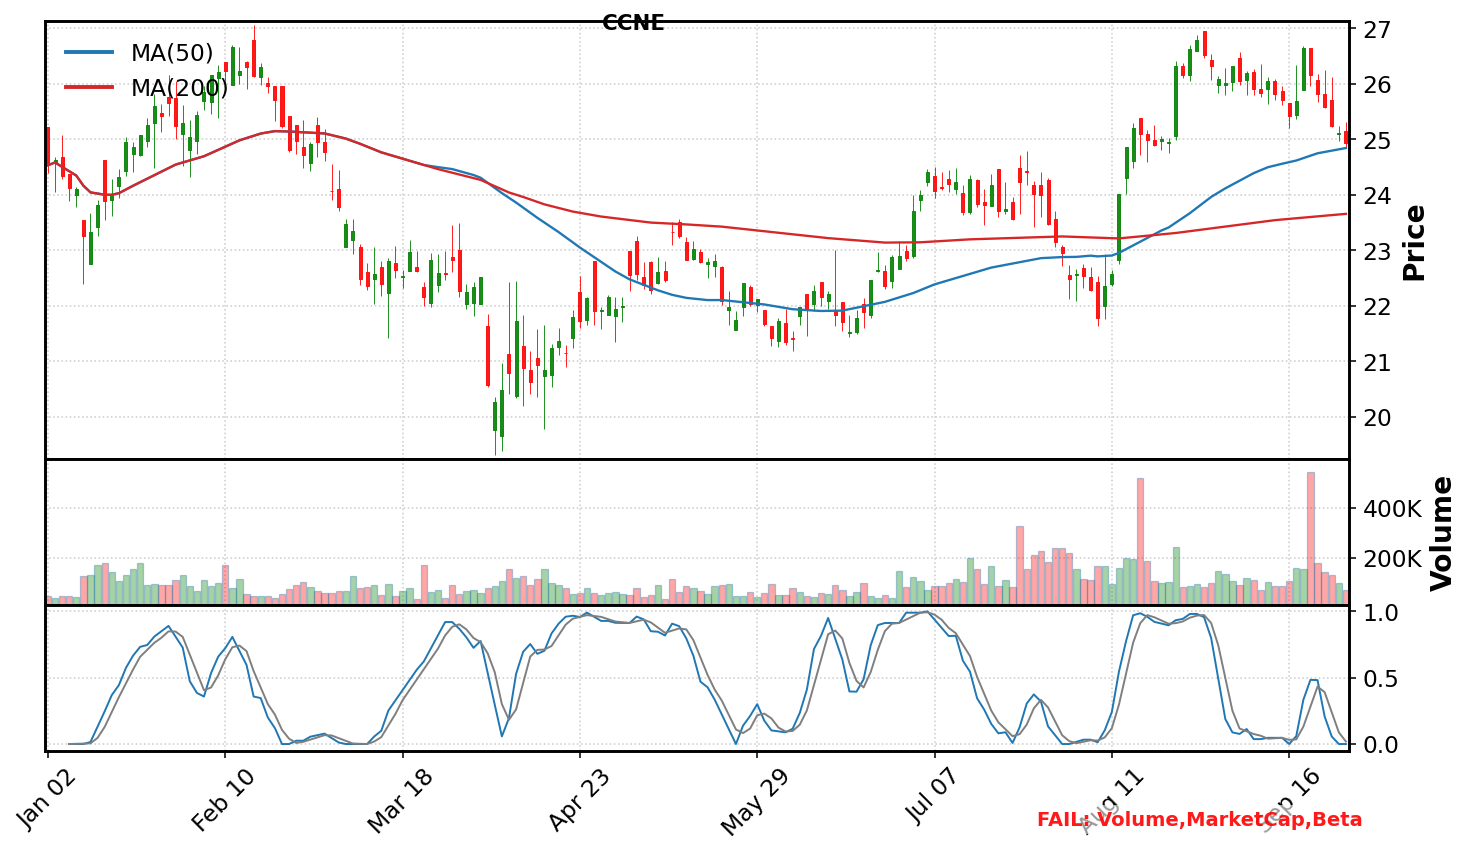 CCNE
MA(50)
MA(200)
27
26
25
24
23
22
21
20
Price
400K
200K
Volume
1.0
0.5
0.0
Jan 02
Feb 10
Mar 18
Apr 23
May 29
Jul 07
Aug 11
Sep 16
FAIL: Volume,MarketCap,Beta